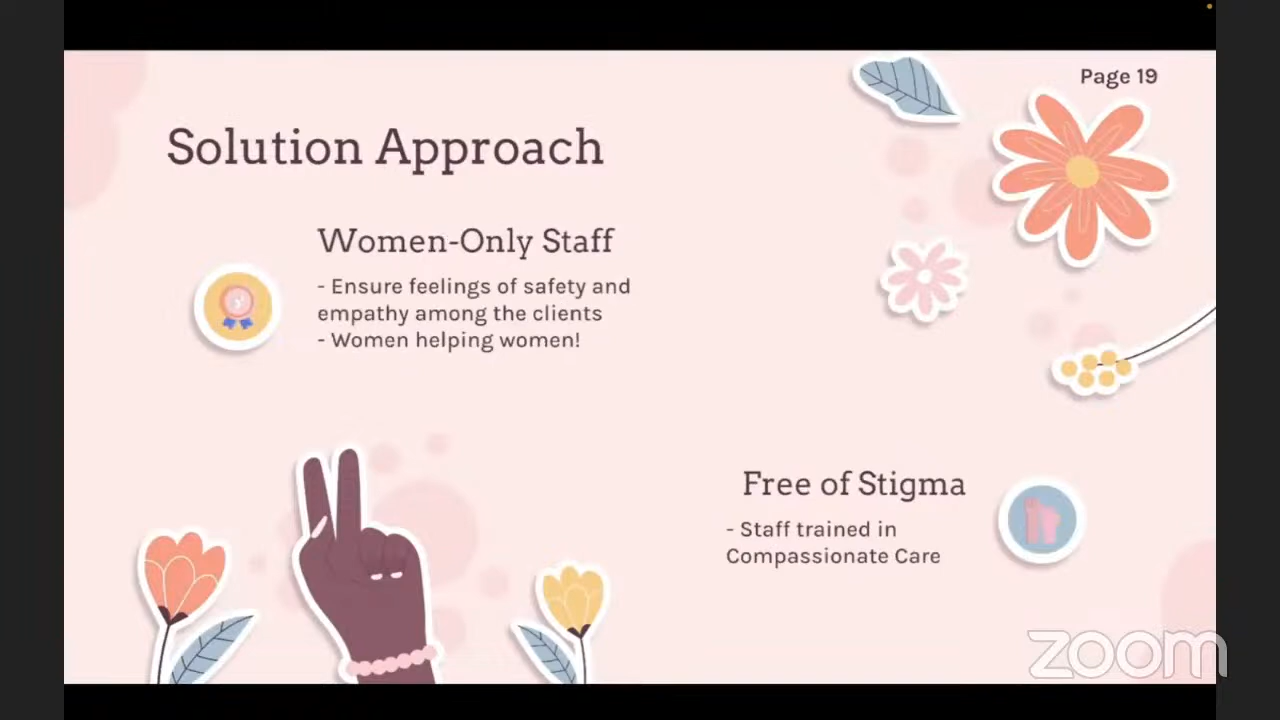 Page 19
Solution Approach
Women-Only Staff
- Ensure feelings of safety and
empathy among the clients
- Women helping women!
Free of Stigma
- Staff trained in
Compassionate Care
zoom